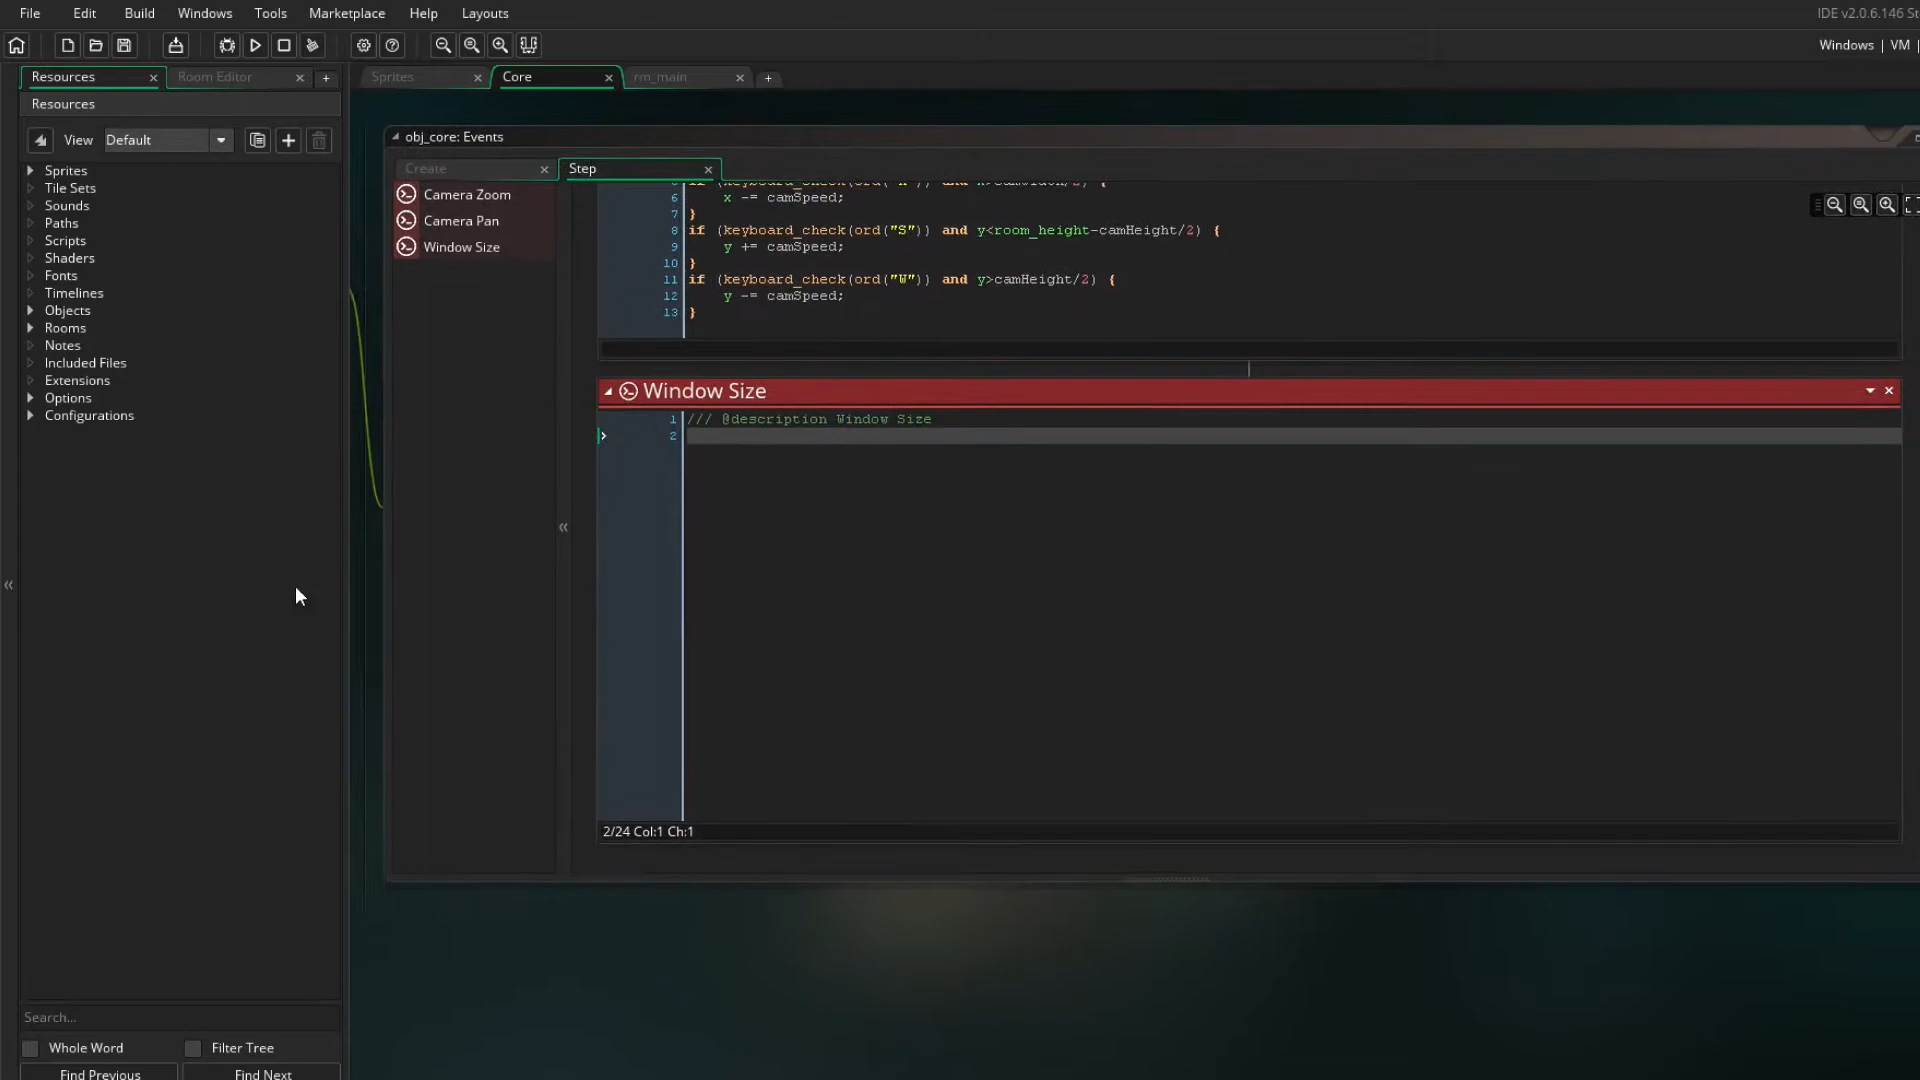 File Edit Build Windows Tools Marketplace Help Layouts
IDE v2.0.6.146 St
Windows | VM |
Resources
Room Editor
Sprites
Core
rm_main
Resources
View Default
Sprites
Tile Sets
Sounds
Paths
Scripts
Shaders
Fonts
Timelines
Objects
Rooms
Notes
Included Files
Extensions
Options
Configurations
Search...
Whole Word
Filter Tree
Find Previous
Find Next
obj_core: Events
Create
Step
Camera Zoom
Camera Pan
Window Size
6 x -= camSpeed;
7 }
8 if (keyboard_check(ord("S")) and y<room_height-camHeight/2) {
9 y += camSpeed;
10 }
11 if (keyboard_check(ord("W")) and y>camHeight/2) {
12 y -= camSpeed;
13 }
Window Size
1 /// @description Window Size
2
2/24 Col:1 Ch:1